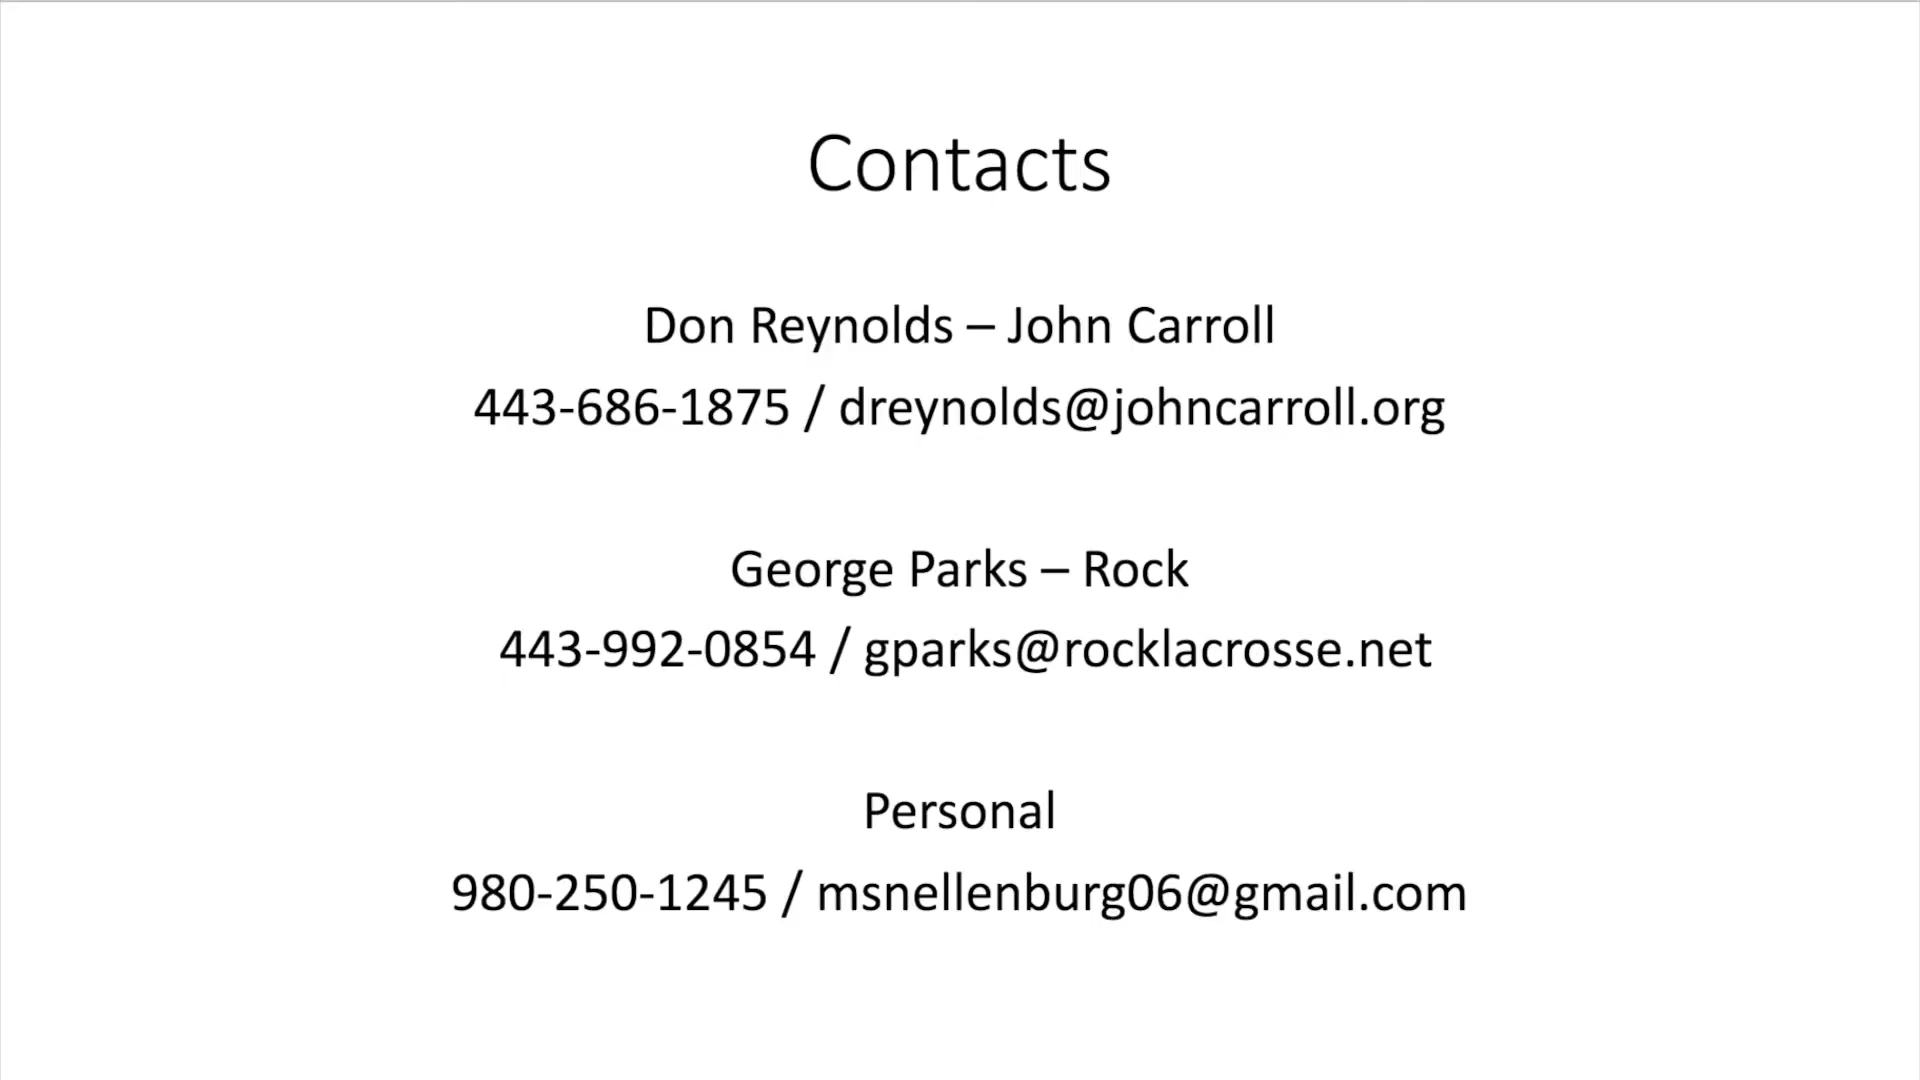 Contacts
Don Reynolds – John Carroll
443-686-1875 / dreynolds@johncarroll.org
George Parks – Rock
443-992-0854 / gparks@rocklacrosse.net
Personal
980-250-1245 / msnellenburg06@gmail.com